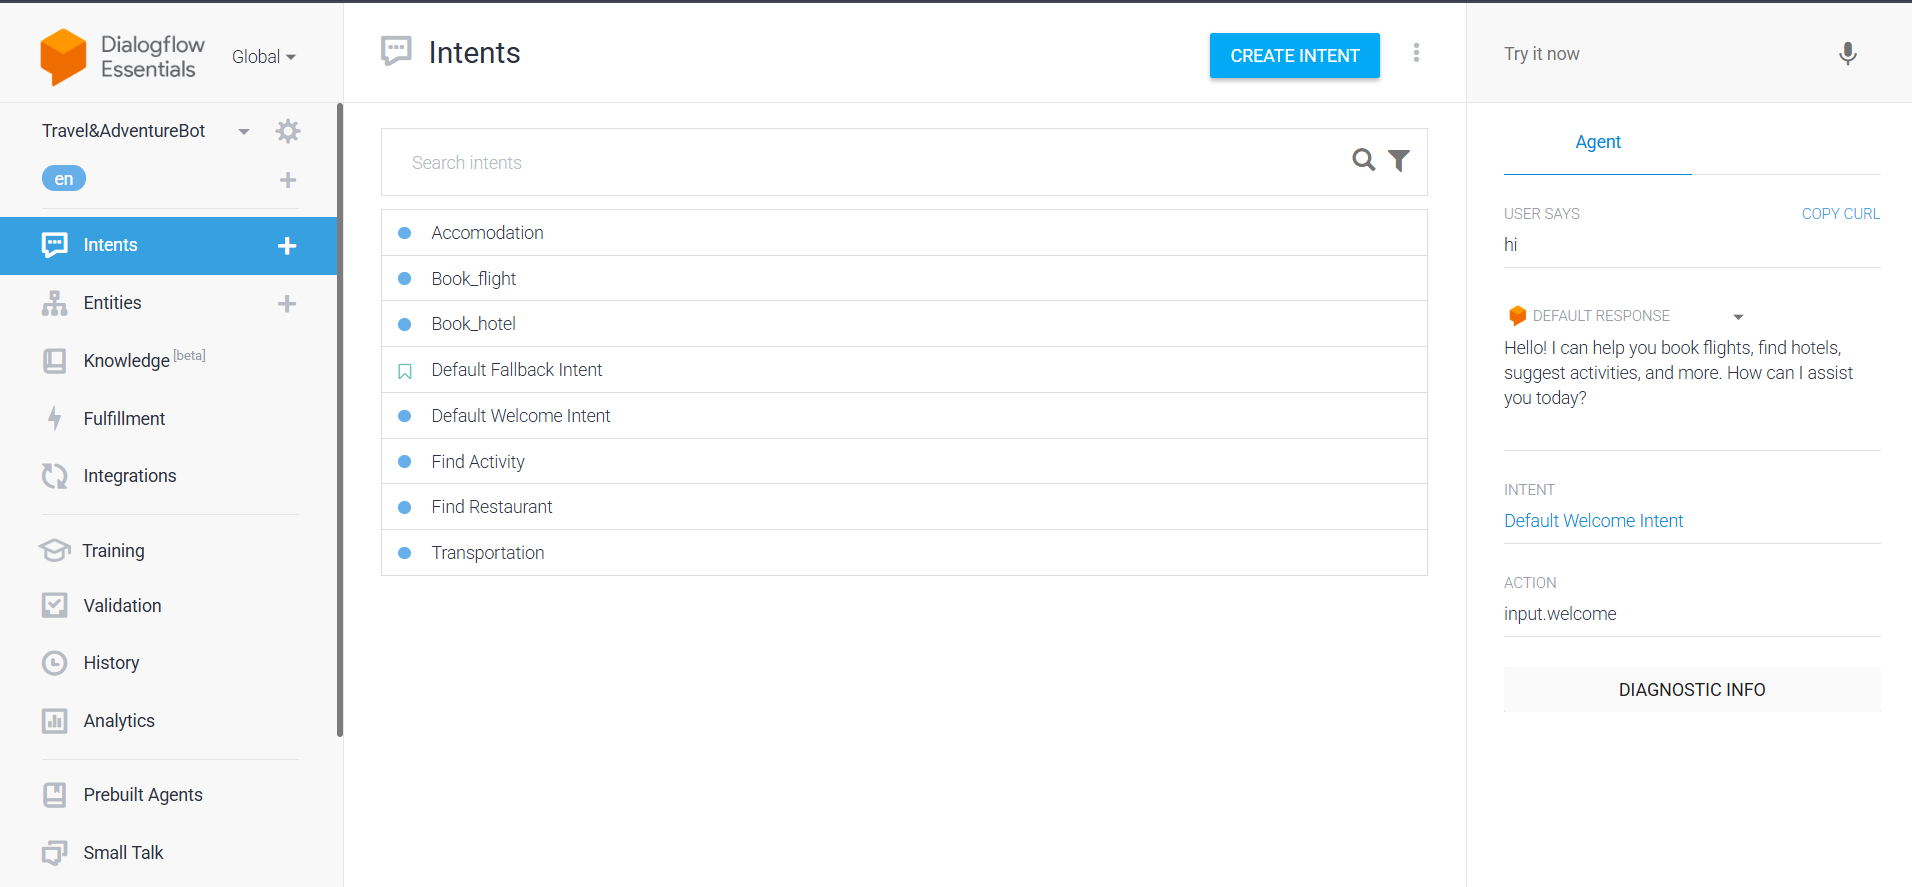 Dialogflow
Essentials
Global
Travel&AdventureBot
en
Intents
Entities
Knowledge [beta]
Fulfillment
Integrations
Training
Validation
History
Analytics
Prebuilt Agents
Small Talk
Intents
CREATE INTENT
Search intents
Accomodation
Book_flight
Book_hotel
Default Fallback Intent
Default Welcome Intent
Find Activity
Find Restaurant
Transportation
Try it now
Agent
USER SAYS COPY CURL
hi
DEFAULT RESPONSE
Hello! I can help you book flights, find hotels,
suggest activities, and more. How can I assist
you today?
INTENT
Default Welcome Intent
ACTION
input.welcome
DIAGNOSTIC INFO